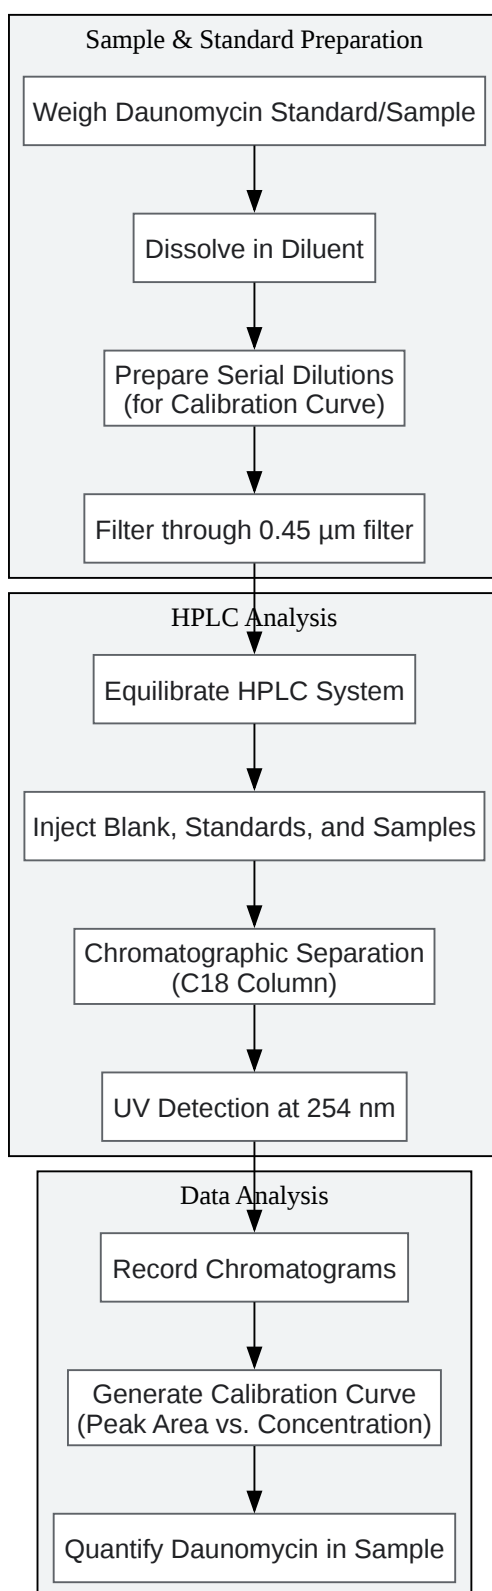 Sample & Standard Preparation
Weigh Daunomycin Standard/Sample
Dissolve in Diluent
Prepare Serial Dilutions
(for Calibration Curve)
Filter through 0.45 µm filter
HPLC Analysis
Equilibrate HPLC System
Inject Blank, Standards, and Samples
Chromatographic Separation
(C18 Column)
UV Detection at 254 nm
Data Analysis
Record Chromatograms
Generate Calibration Curve
(Peak Area vs. Concentration)
Quantify Daunomycin in Sample